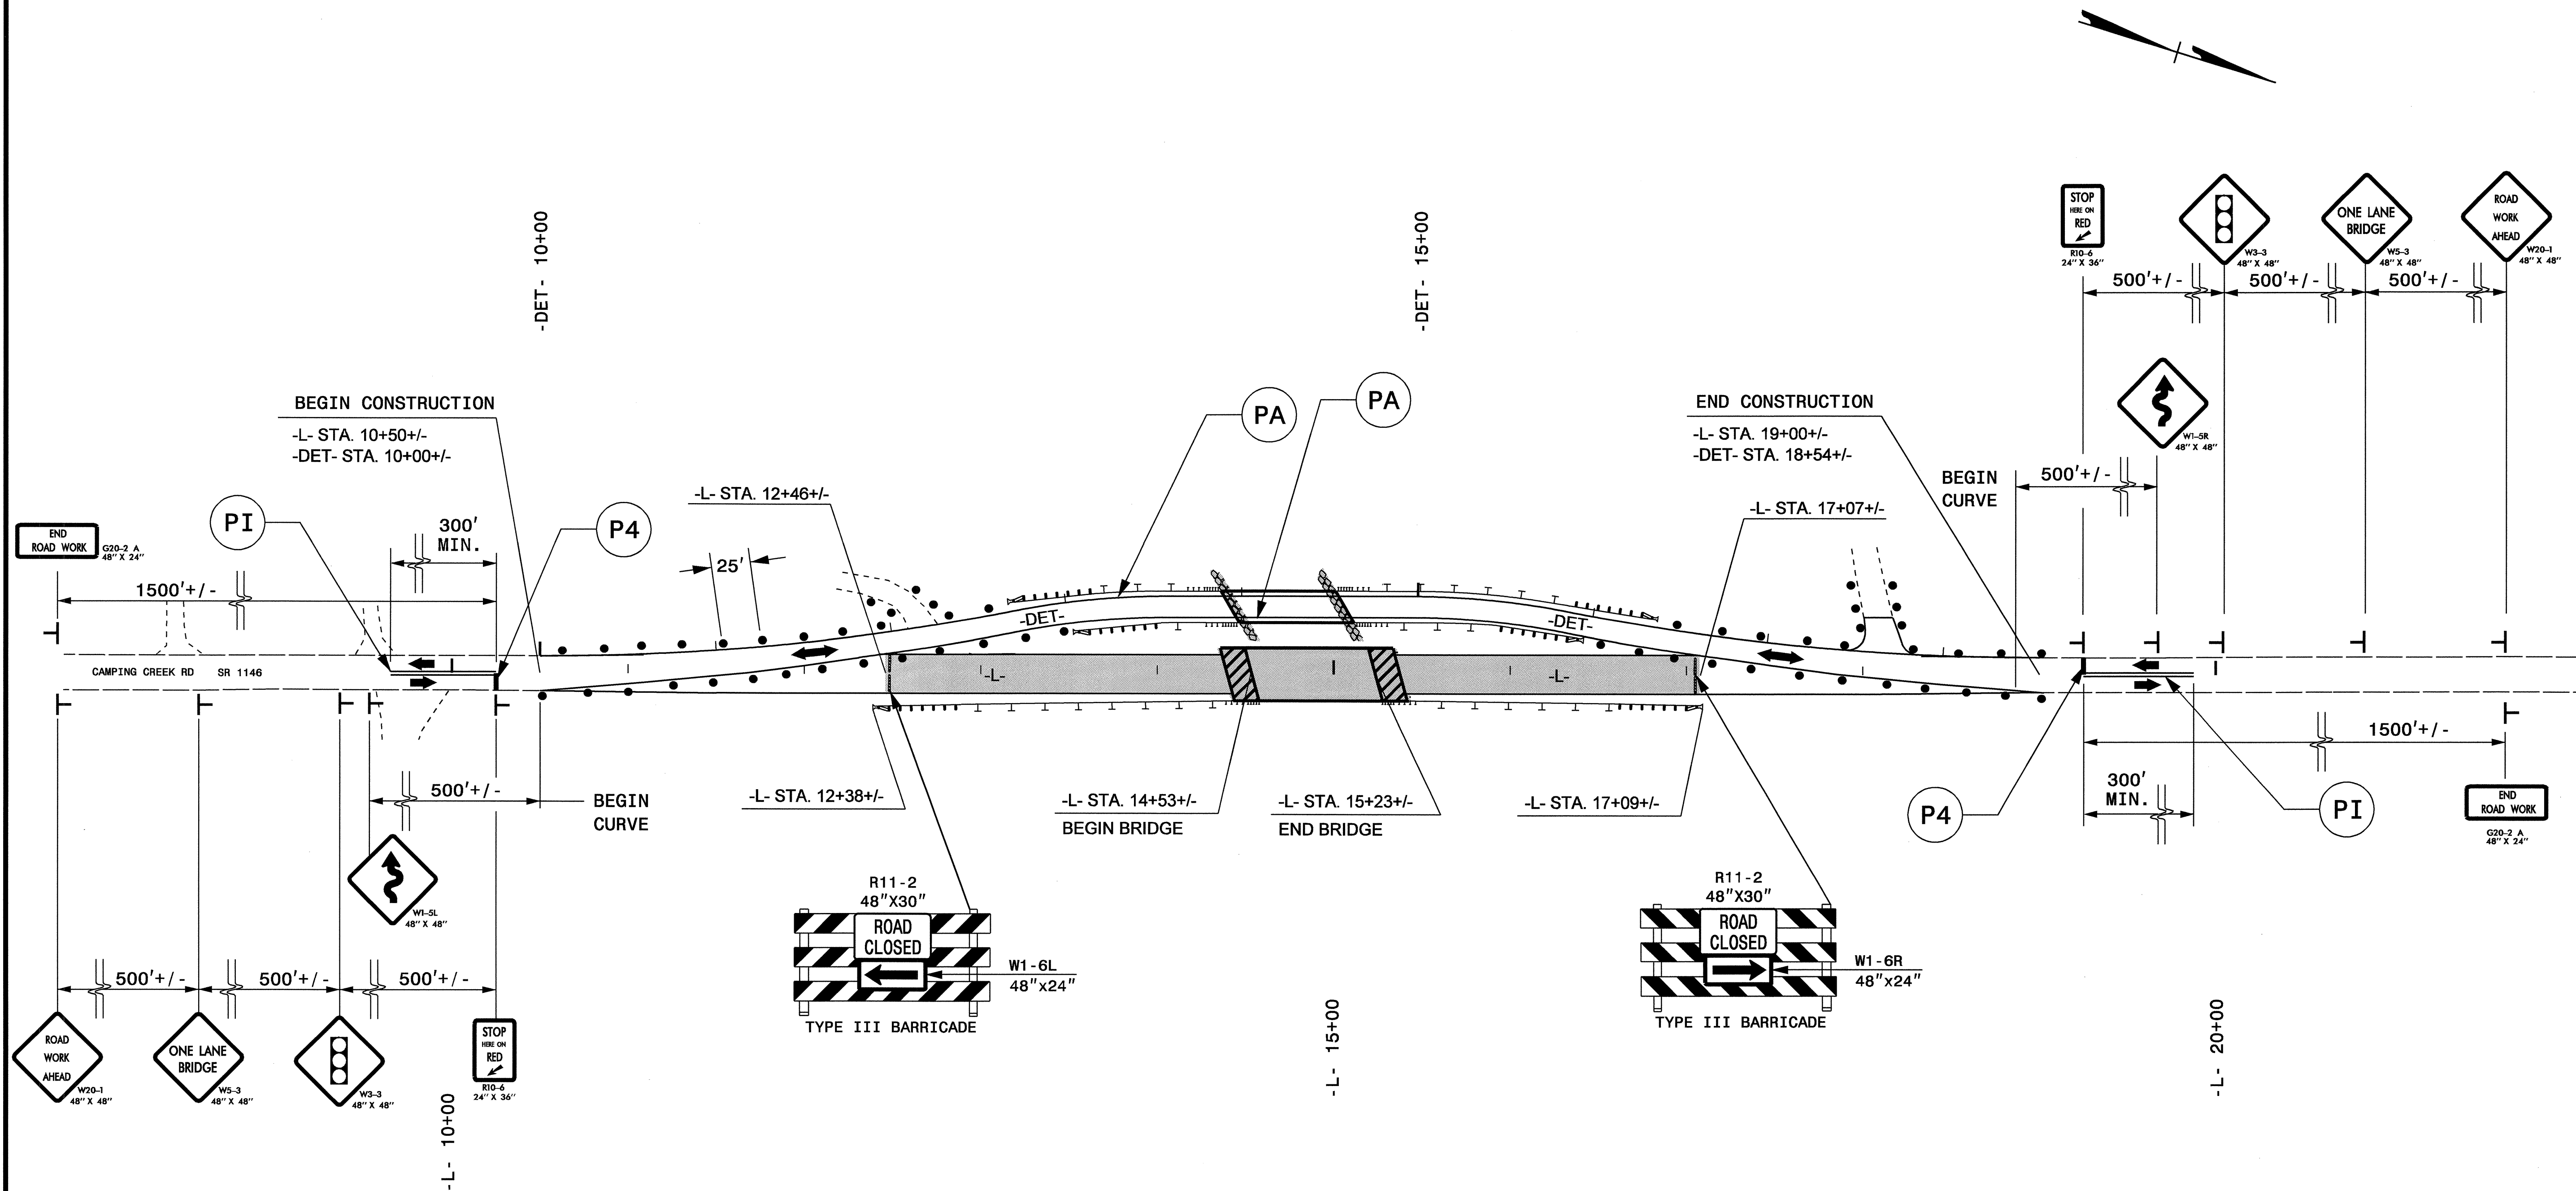 -DET- 10+00
-DET- 15+00
STOP
HERE ON
RED
R10-6
24" X 36"
W3-3
48" X 48"
ONE LANE
BRIDGE
W5-3
48" X 48"
ROAD
WORK
AHEAD
W20-1
48" X 48"
500'+/-
500'+/-
500'+/-
W1-5R
48" X 48"
BEGIN
CURVE
500'+/-
BEGIN CONSTRUCTION
-L- STA. 10+50+/-
-DET- STA. 10+00+/-
PA
PA
END CONSTRUCTION
-L- STA. 19+00+/-
-DET- STA. 18+54+/-
PI
P4
300'
MIN.
-L- STA. 12+46+/-
-L- STA. 17+07+/-
END
ROAD WORK
G20-2 A
48" X 24"
1500'+/-
25'
-DET-
-DET-
CAMPING CREEK RD SR 1146
-L-
-L-
500'+/-
BEGIN
CURVE
-L- STA. 12+38+/-
-L- STA. 14+53+/-
BEGIN BRIDGE
-L- STA. 15+23+/-
END BRIDGE
-L- STA. 17+09+/-
1500'+/-
300'
MIN.
P4
PI
END
ROAD WORK
G20-2 A
48" X 24"
W1-5L
48" X 48"
R11-2
48"X30"
ROAD
CLOSED
W1-6L
48"x24"
TYPE III BARRICADE
R11-2
48"X30"
ROAD
CLOSED
W1-6R
48"x24"
TYPE III BARRICADE
500'+/-
500'+/-
500'+/-
ROAD
WORK
AHEAD
W20-1
48" X 48"
ONE LANE
BRIDGE
W5-3
48" X 48"
W3-3
48" X 48"
STOP
HERE ON
RED
R10-6
24" X 36"
-L- 10+00
-L- 15+00
-L- 20+00